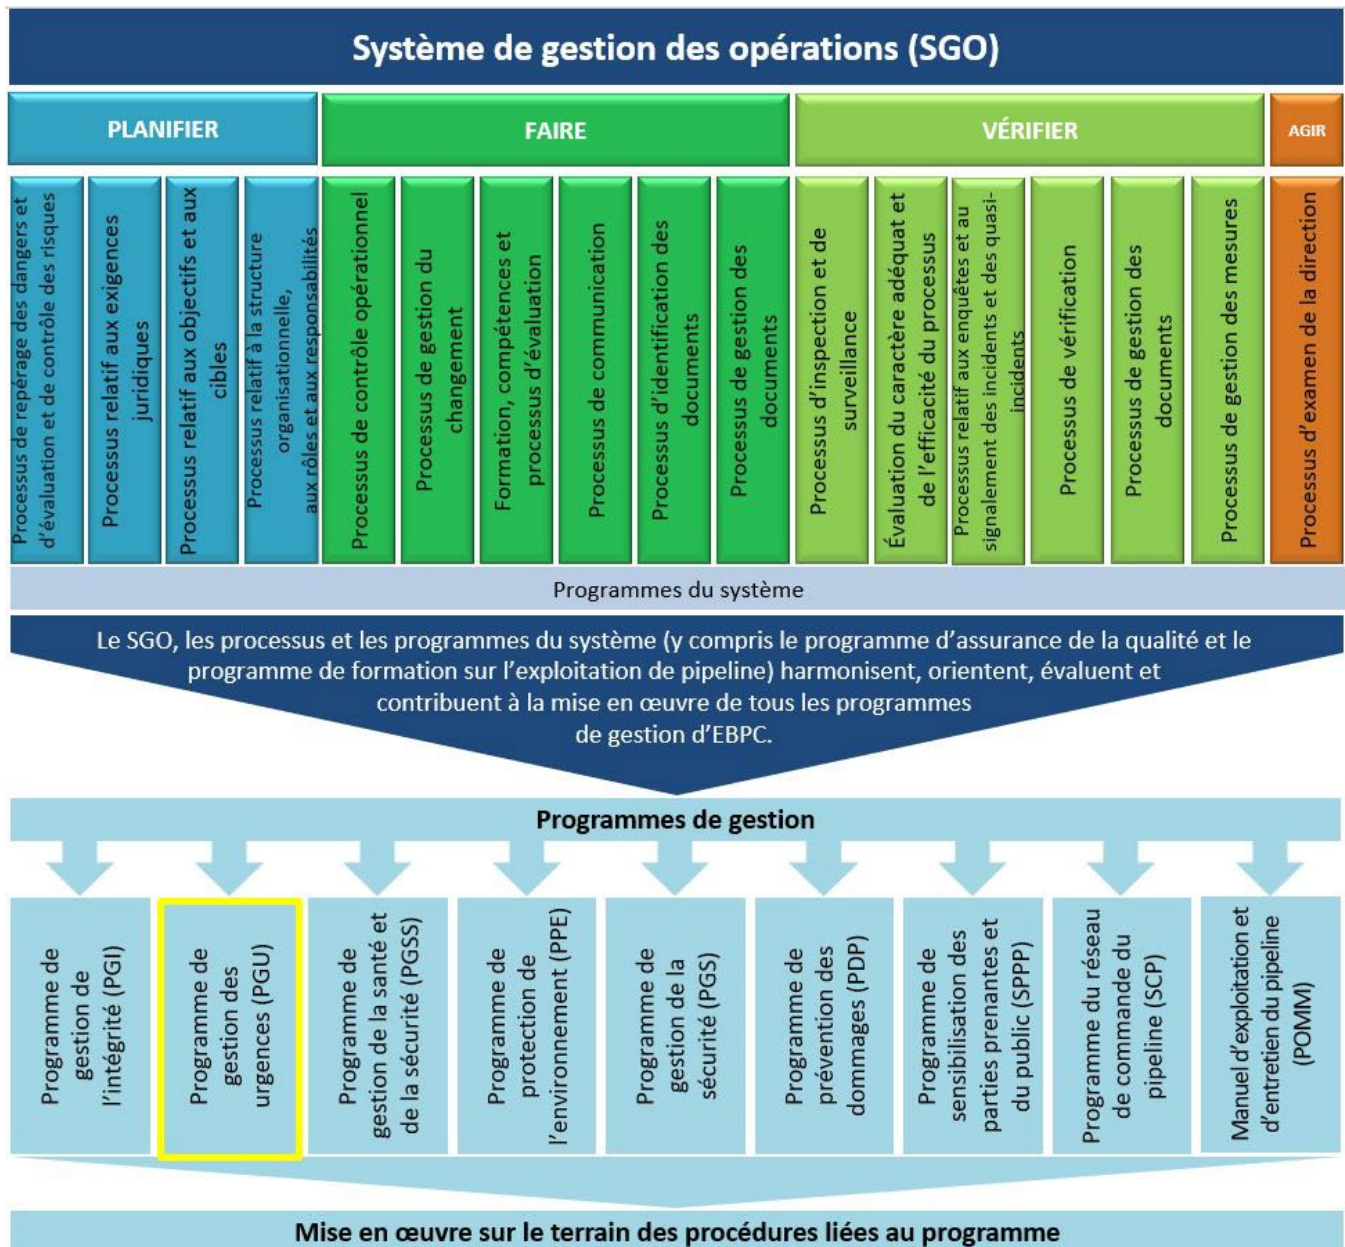 Système de gestion des opérations (SGO)
PLANIFIER
FAIRE
VÉRIFIER
AGIR
Processus de repérage des dangers et
d'évaluation et de contrôle des risques
Processus relatif aux exigences
juridiques
Processus relatif aux objectifs et aux
cibles
Processus relatif à la structure
organisationnelle,
aux rôles et aux responsabilités
Processus de contrôle opérationnel
Processus de gestion du
changement
Formation, compétences et
processus d'évaluation
Processus de communication
Processus d'identification des
documents
Processus de gestion des
documents
Processus d'inspection et de
surveillance
Évaluation du caractère adéquat et
de l'efficacité du processus
Processus relatif aux enquêtes et au
signalement des incidents et des quasi-
incidents
Processus de vérification
Processus de gestion des
documents
Processus de gestion des mesures
Processus d'examen de la direction
Programmes du système
Le SGO, les processus et les programmes du système (y compris le programme d'assurance de la qualité et le
programme de formation sur l'exploitation de pipeline) harmonisent, orientent, évaluent et
contribuent à la mise en œuvre de tous les programmes
de gestion d'EBPC.
Programmes de gestion
Programme de
gestion de
l'intégrité (PGI)
Programme de
gestion des
urgences (PGU)
Programme de
gestion de la santé et
de la sécurité (PGSS)
Programme de
protection de
l'environnement (PPE)
Programme de
gestion de la
sécurité (PGS)
Programme de
prévention des
dommages (PDP)
Programme de
sensibilisation des
parties prenantes et
du public (SPPP)
Programme du réseau
de commande du
pipeline (SCP)
Manuel d'exploitation et
d'entretien du pipeline
(POMM)
Mise en œuvre sur le terrain des procédures liées au programme